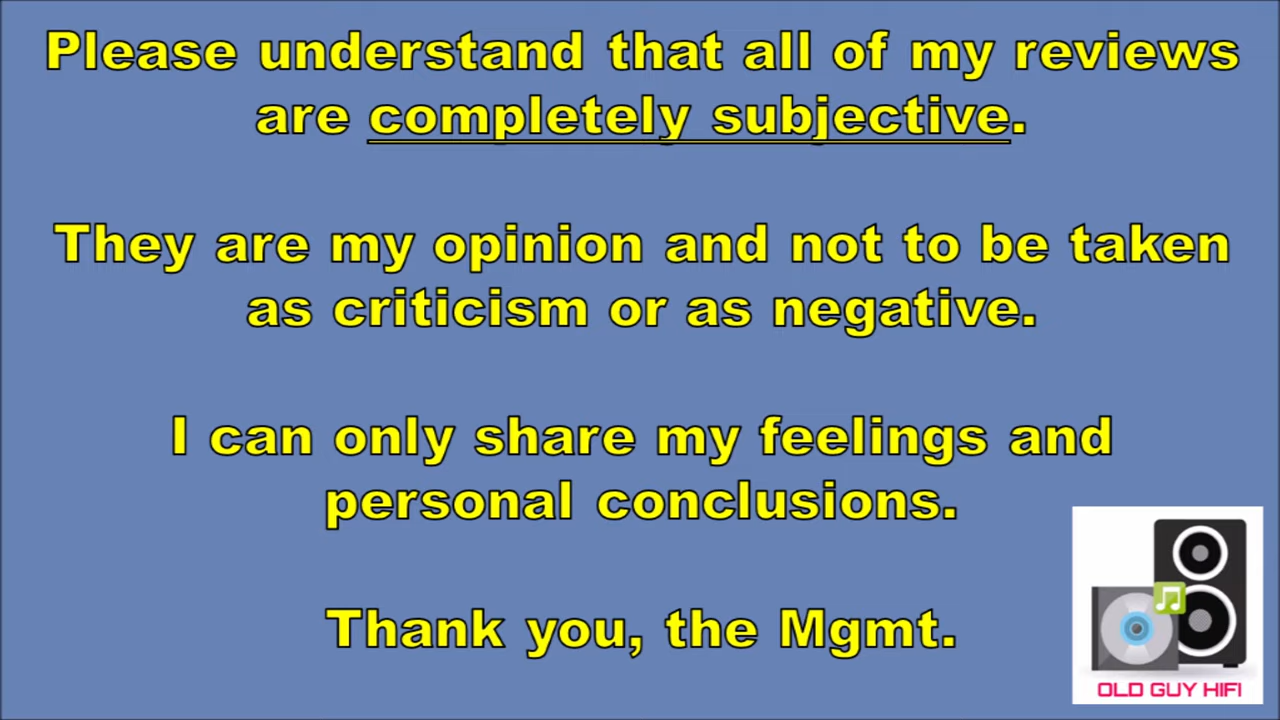 Please understand that all of my reviews
are completely subjective.
They are my opinion and not to be taken
as criticism or as negative.
I can only share my feelings and
personal conclusions.
Thank you, the Mgmt.
OLD GUY HIFI